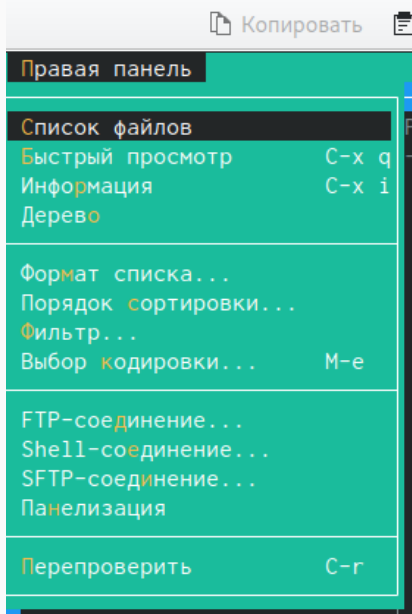 Копировать
Правая панель
Список файлов
Быстрый просмотр C-x q
Информация C-x i
Дерево
Формат списка...
Порядок сортировки...
Фильтр...
Выбор кодировки... M-e
FTP-соединение...
Shell-соединение...
SFTP-соединение...
Панелизация
Перепроверить C-r